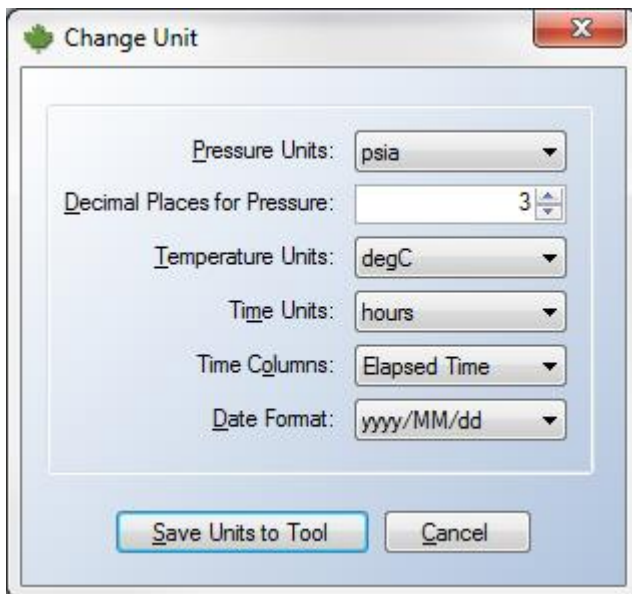 Change Unit
Pressure Units: psia
Decimal Places for Pressure: 3
Temperature Units: degC
Time Units: hours
Time Columns: Elapsed Time
Date Format: yyyy/MM/dd
Save Units to Tool Cancel